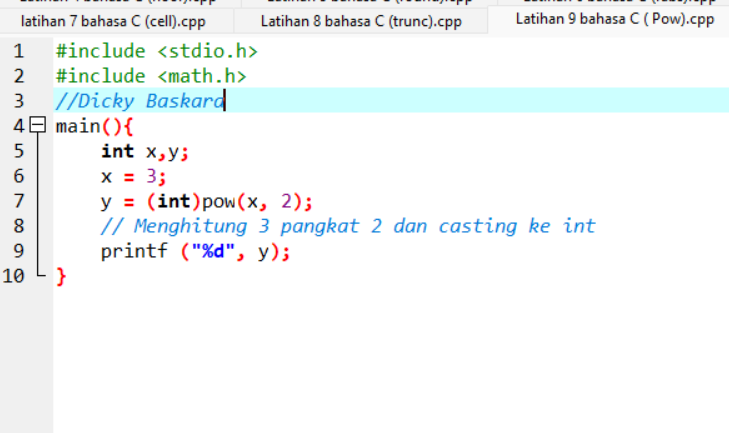 latihan 7 bahasa C (cell).cpp
Latihan 8 bahasa C (trunc).cpp
Latihan 9 bahasa C ( Pow).cpp
1 #include <stdio.h>
2 #include <math.h>
3 //Dicky Baskara
4 main(){
5 int x,y;
6 x = 3;
7 y = (int)pow(x, 2);
8 // Menghitung 3 pangkat 2 dan casting ke int
9 printf ("%d", y);
10 }